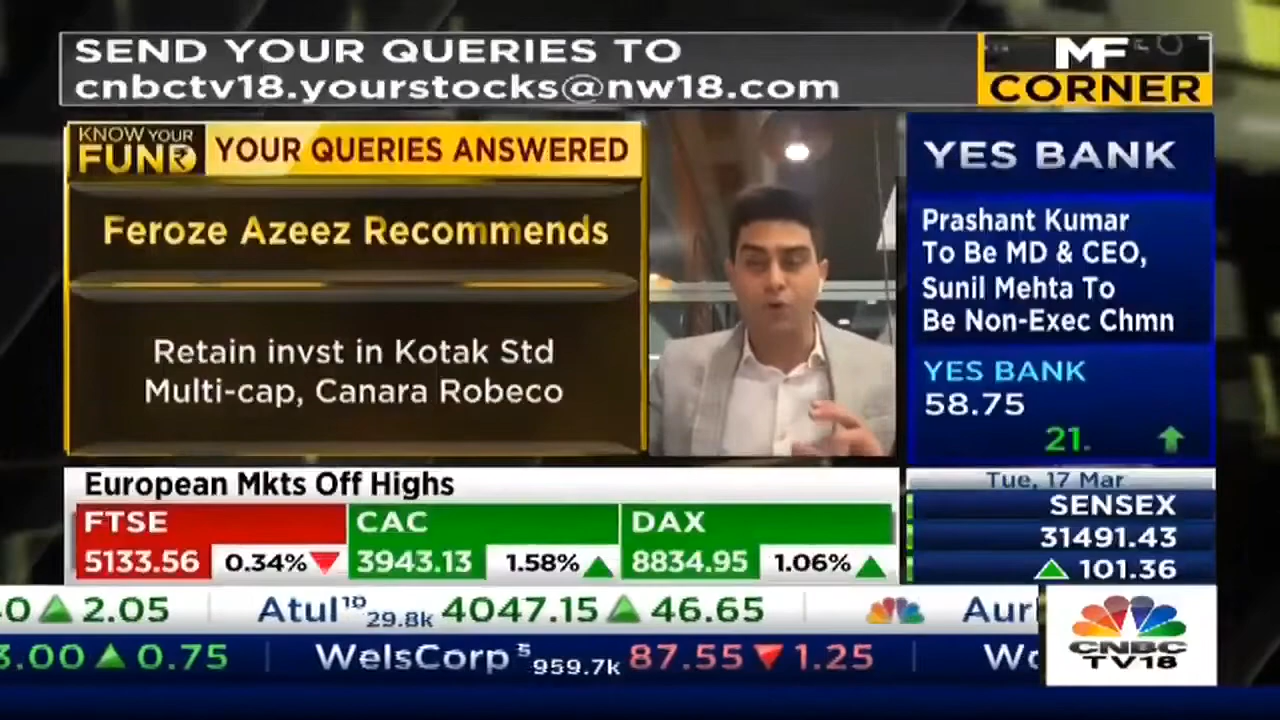 SEND YOUR QUERIES TO
cnbctv18.yourstocks@nw18.com
MF
CORNER
KNOW YOUR
FUND
YOUR QUERIES ANSWERED
Feroze Azeez Recommends
Retain invst in Kotak Std
Multi-cap, Canara Robeco
YES BANK
Prashant Kumar
To Be MD & CEO,
Sunil Mehta To
Be Non-Exec Chmn
YES BANK
58.75
21.
European Mkts Off Highs
FTSE
5133.56 0.34%
CAC
3943.13 1.58%
DAX
8834.95 1.06%
Tue, 17 Mar
SENSEX
31491.43
101.36
0 2.05 Atul 10 29.8k 4047.15 46.65 Aur
3.00 0.75 WelsCorp 5 959.7k 87.55 1.25 Wc
CNBC
TV18